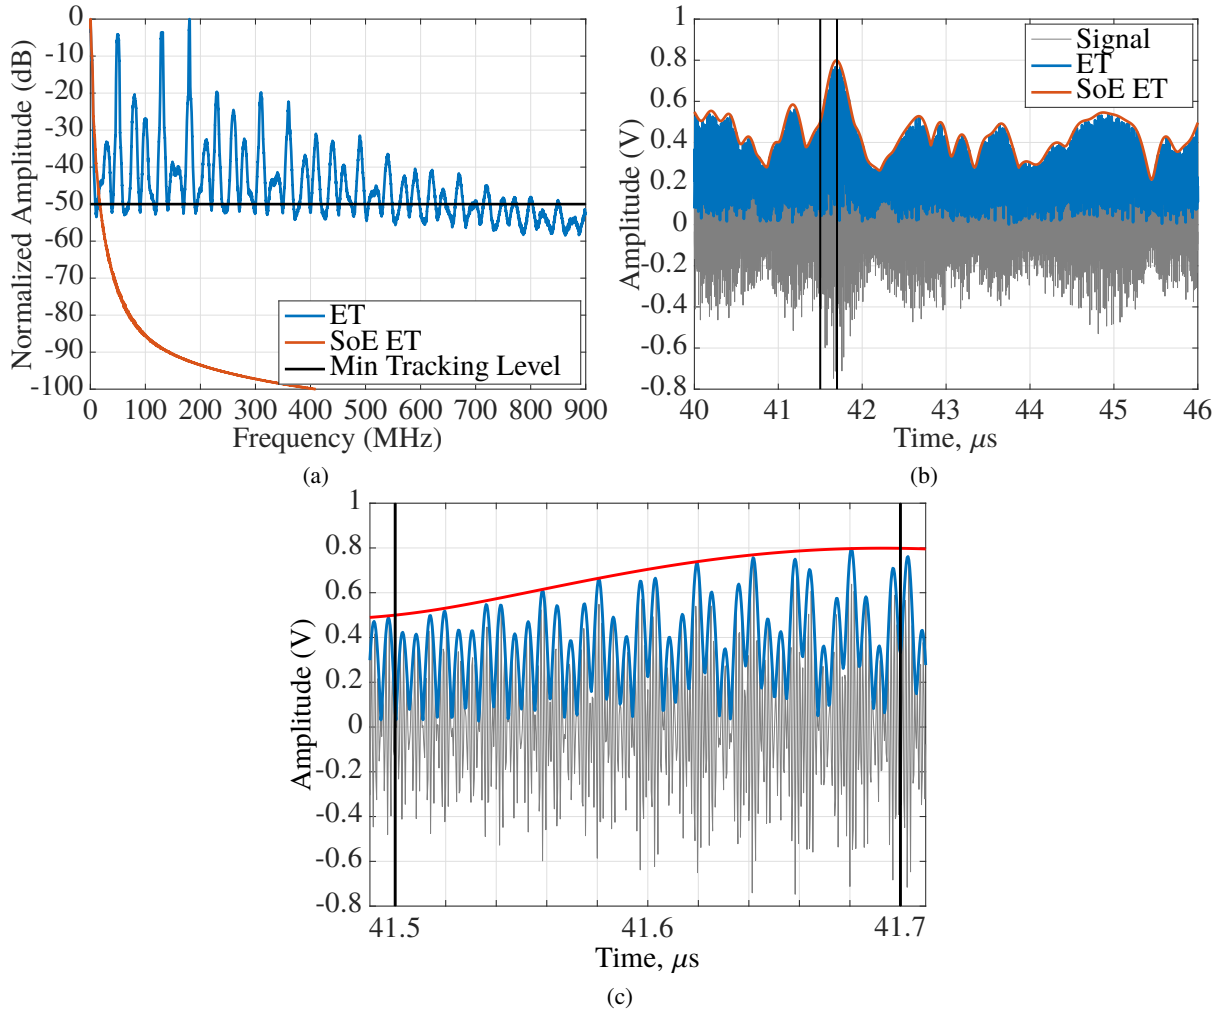 0
-10
-20
-30
-40
-50
-60
-70
-80
-90
-100
Normalized Amplitude (dB)
ET
SoE ET
Min Tracking Level
0 100 200 300 400 500 600 700 800 900
Frequency (MHz)
(a)
1
0.8
0.6
0.4
0.2
0
-0.2
-0.4
-0.6
-0.8
Amplitude (V)
Signal
ET
SoE ET
40 41 42 43 44 45 46
Time, μs
(b)
1
0.8
0.6
0.4
0.2
0
-0.2
-0.4
-0.6
-0.8
Amplitude (V)
41.5 41.6 41.7
Time, μs
(c)